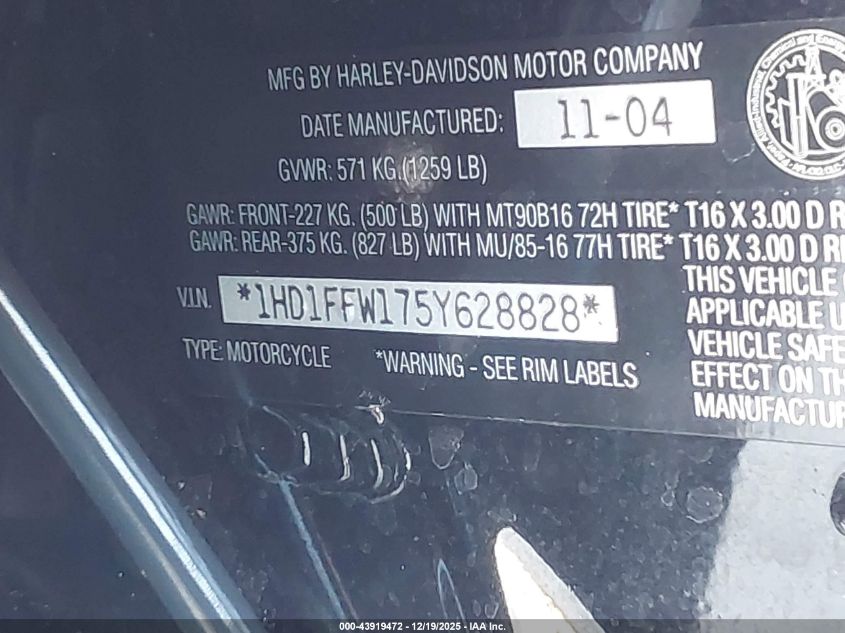 MFG BY HARLEY-DAVIDSON MOTOR COMPANY
DATE MANUFACTURED: 11-04
GVWR: 571 KG.(1259 LB)
GAWR: FRONT-227 KG. (500 LB) WITH MT90B16 72H TIRE* T16 X 3.00 D
GAWR: REAR-375 KG. (827 LB) WITH MU/85-16 77H TIRE* T16 X 3.00 D
V.I.N. *1HD1FFW175Y628828*
TYPE: MOTORCYCLE
*WARNING - SEE RIM LABELS
THIS VEHICLE
APPLICABLE
VEHICLE SAFE
EFFECT ON
MANUFACTUR
000-43919472 - 12/19/2025 - IAA Inc.